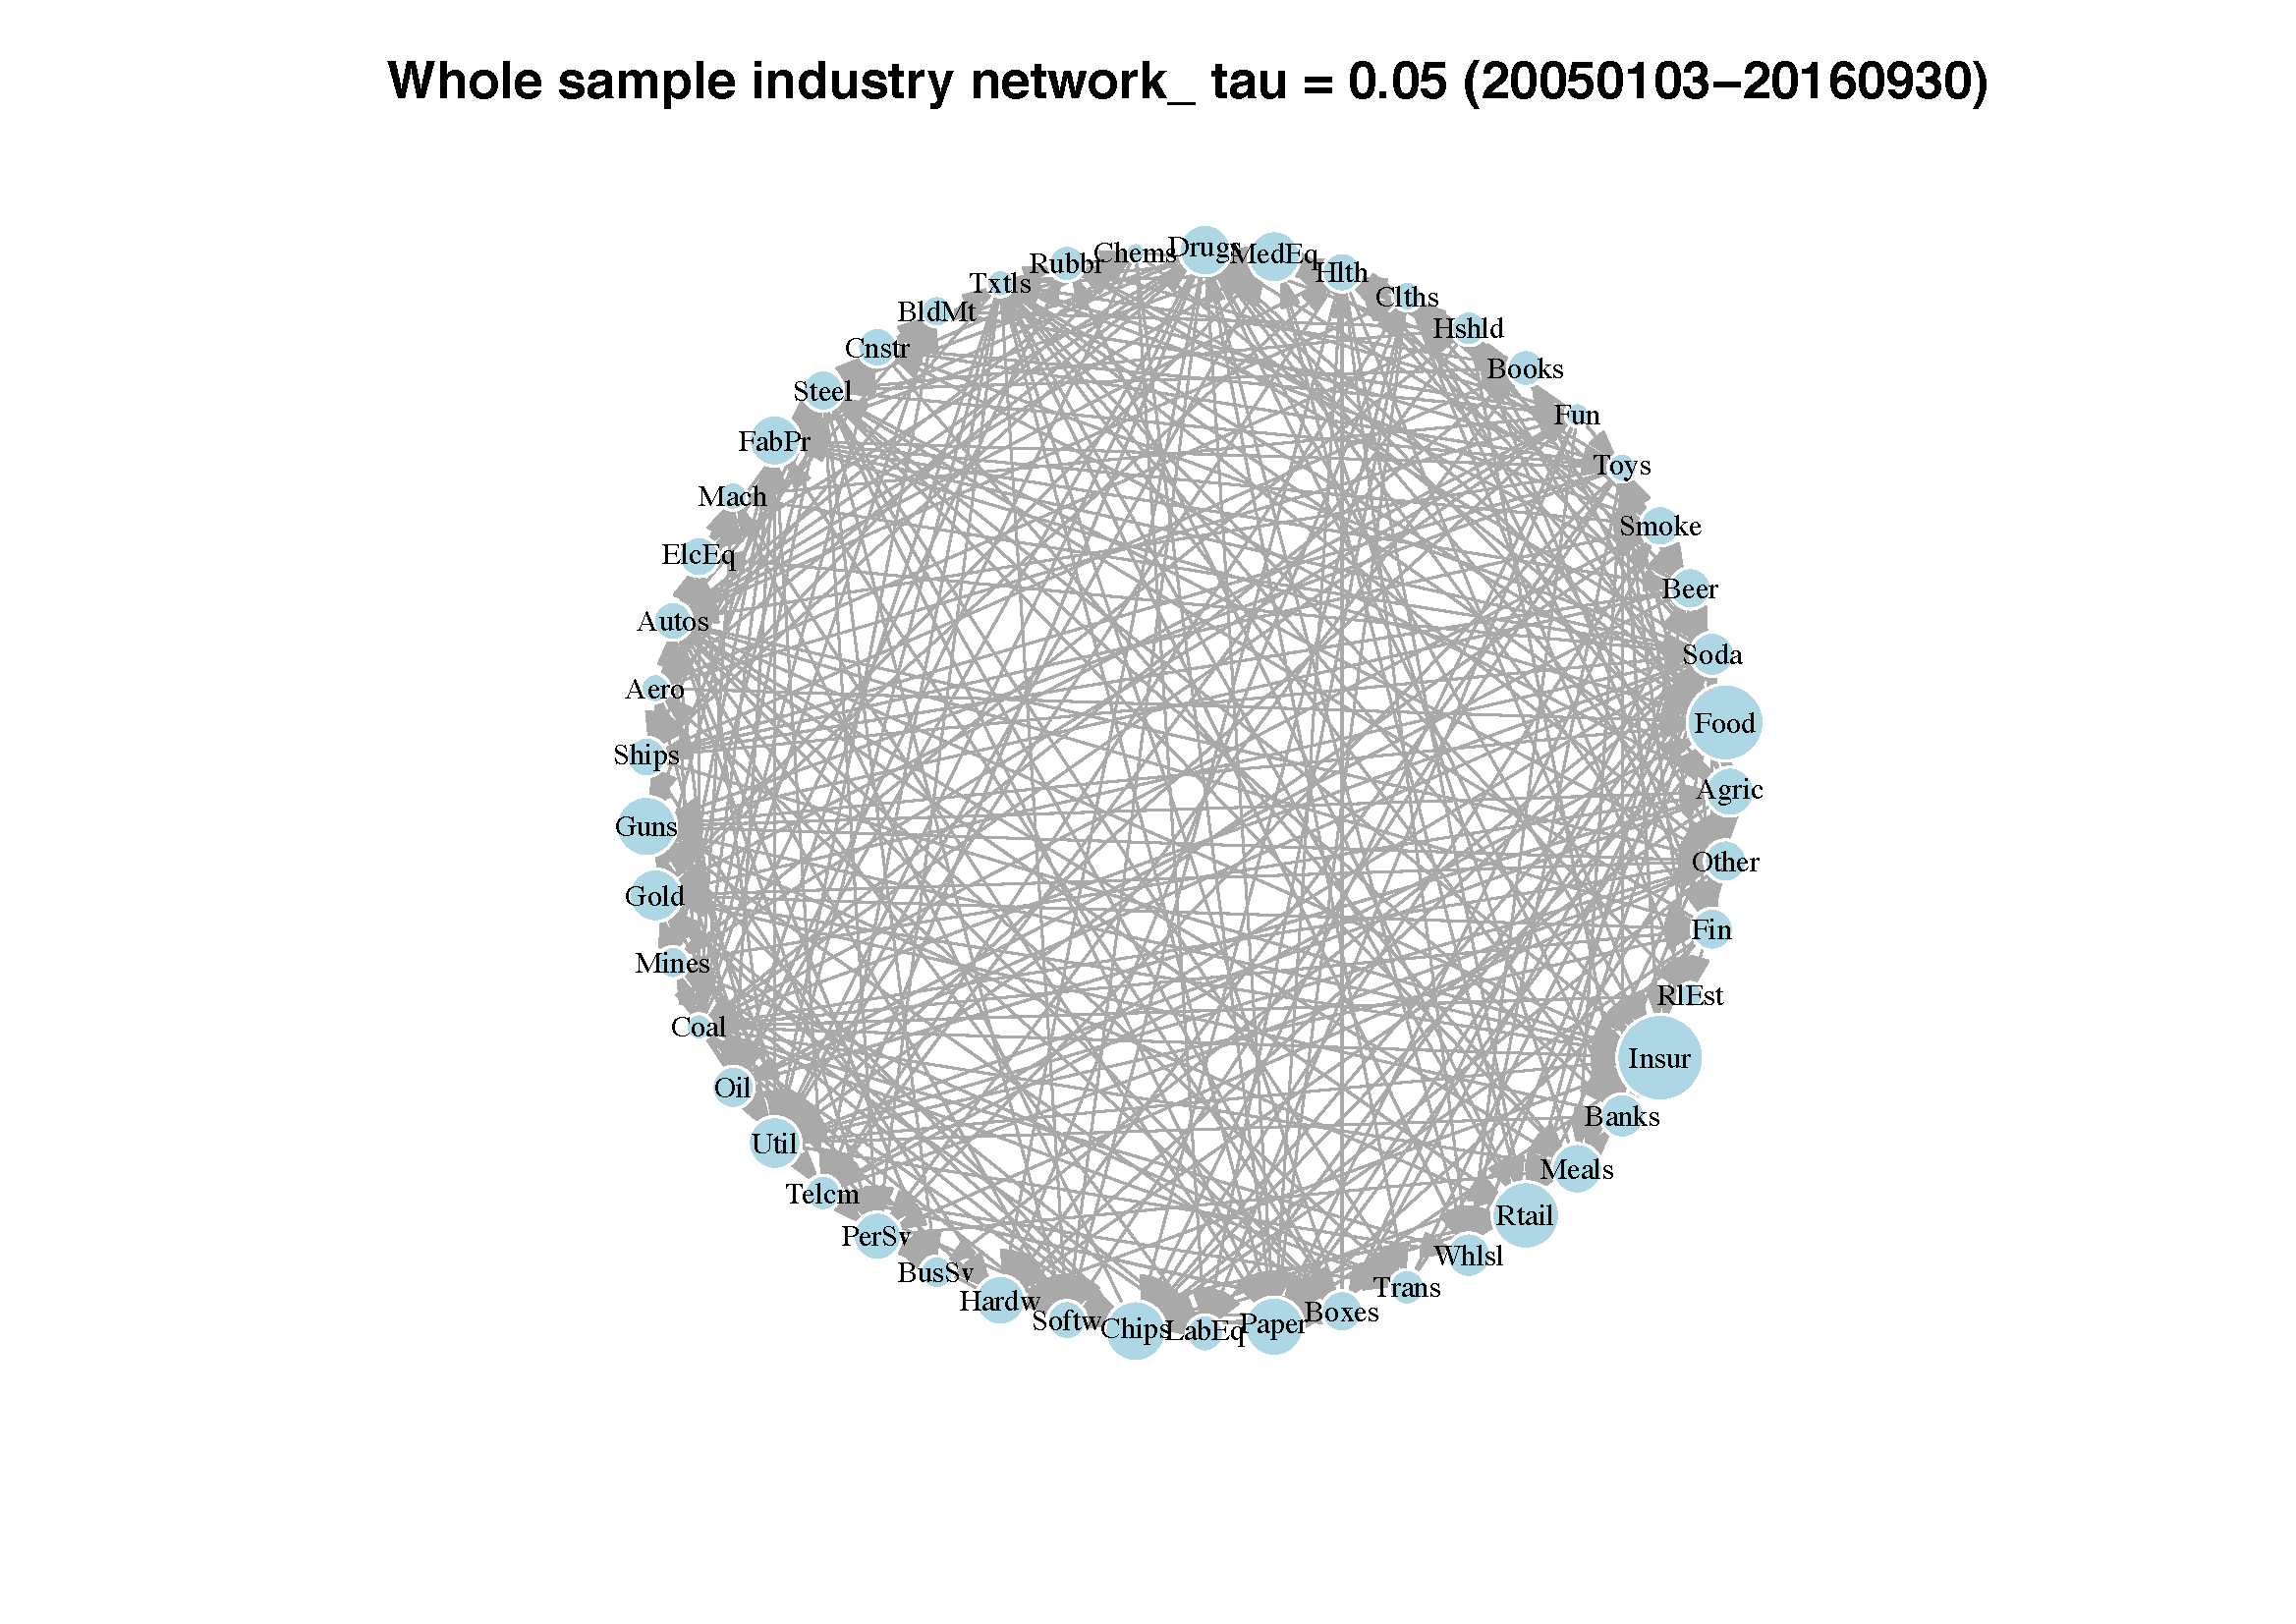 Whole sample industry network_ tau = 0.05 (20050103−20160930)
Drugs
MedEq
Chems
Hlth
Rubbr
Txtls
Clths
BldMt
Hshld
Cnstr
Books
Steel
Fun
FabPr
Toys
Mach
Smoke
ElcEq
Beer
Autos
Soda
Aero
Food
Ships
Agric
Guns
Other
Gold
Fin
Mines
RlEst
Coal
Insur
Oil
Banks
Util
Meals
Telcm
Rtail
PerSv
Whlsl
BusSv
Trans
Hardw
Boxes
Softw
Paper
Chips
LabEq